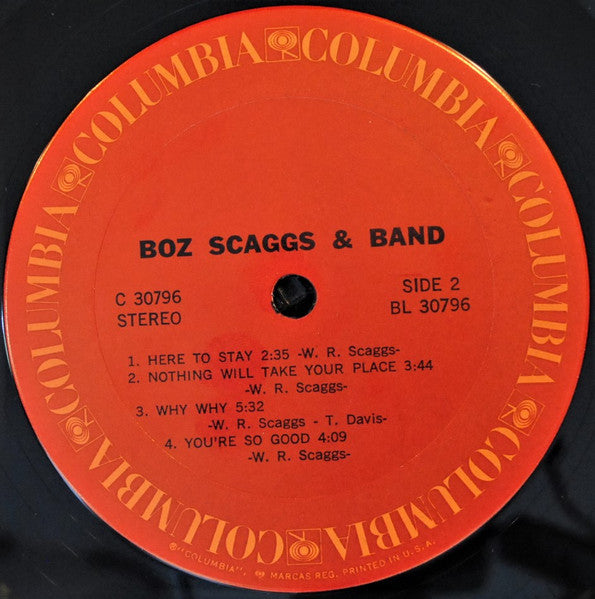 COLUMBIA COLUMBIA COLUMBIA COLUMBIA COLUMBIA COLUMBIA
BOZ SCAGGS & BAND
C 30796
STEREO
SIDE 2
BL 30796
1. HERE TO STAY 2:35 -W. R. Scaggs-
2. NOTHING WILL TAKE YOUR PLACE 3:44
-W. R. Scaggs-
3. WHY WHY 5:32
-W. R. Scaggs - T. Davis-
4. YOU'RE SO GOOD 4:09
-W. R. Scaggs-
℗"COLUMBIA", MARCAS REG. PRINTED IN U.S.A.